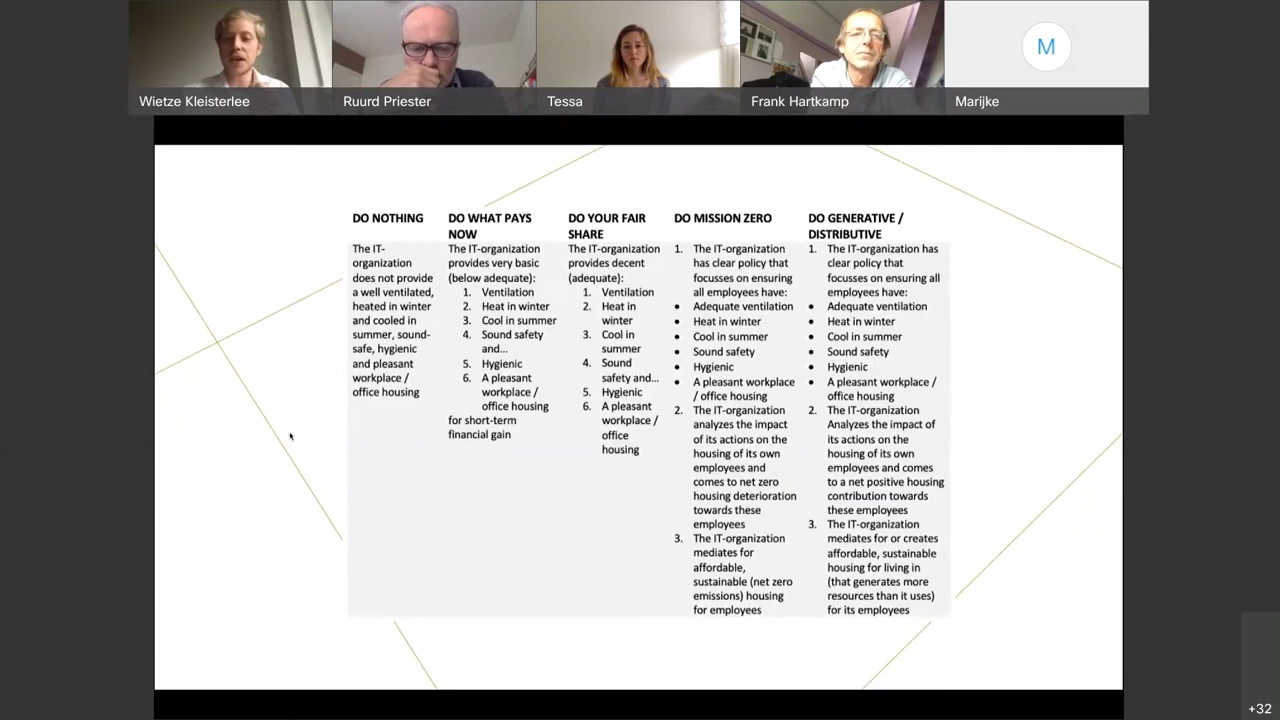 Wietze Kleisterlee
Ruurd Priester
Tessa
Frank Hartkamp
M
Marijke
DO NOTHING
The IT-
organization
does not provide
a well ventilated,
heated in winter
and cooled in
summer, sound-
safe, hygienic
and pleasant
workplace /
office housing
DO WHAT PAYS
NOW
The IT-organization
provides very basic
(below adequate):
1. Ventilation
2. Heat in winter
3. Cool in summer
4. Sound safety
and...
5. Hygienic
6. A pleasant
workplace /
office housing
for short-term
financial gain
DO YOUR FAIR
SHARE
The IT-organization
provides decent
(adequate):
1. Ventilation
2. Heat in
winter
3. Cool in
summer
4. Sound
safety and...
5. Hygienic
6. A pleasant
workplace /
office
housing
DO MISSION ZERO
1. The IT-organization
has clear policy that
focusses on ensuring
all employees have:
• Adequate ventilation
• Heat in winter
• Cool in summer
• Sound safety
• Hygienic
• A pleasant workplace
/ office housing
2. The IT-organization
analyzes the impact
of its actions on the
housing of its own
employees and
comes to net zero
housing deterioration
towards these
employees
3. The IT-organization
mediates for
affordable,
sustainable (net zero
emissions) housing
for employees
DO GENERATIVE /
DISTRIBUTIVE
1. The IT-organization has
clear policy that
focusses on ensuring all
employees have:
• Adequate ventilation
• Heat in winter
• Cool in summer
• Sound safety
• Hygienic
• A pleasant workplace /
office housing
2. The IT-organization
Analyzes the impact of
its actions on the
housing of its own
employees and comes
to a net positive housing
contribution towards
these employees
3. The IT-organization
mediates for or creates
affordable, sustainable
housing for living in
(that generates more
resources than it uses)
for its employees
+32